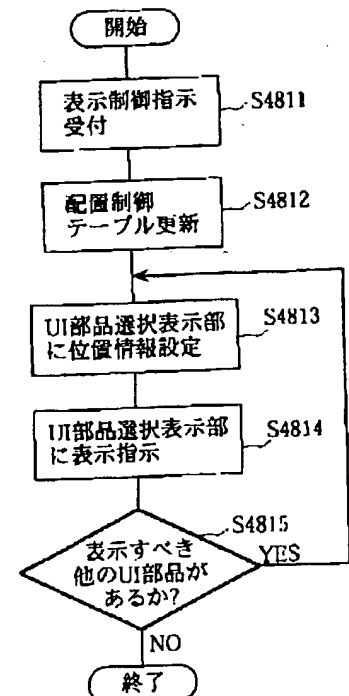 開始
表示制御指示
受付
S4811
配置制御
テーブル更新
S4812
UI部品選択表示部
に位置情報設定
S4813
UI部品選択表示部
に表示指示
S4814
S4815
表示すべき
他のUI部品が
あるか?
YES
NO
終了